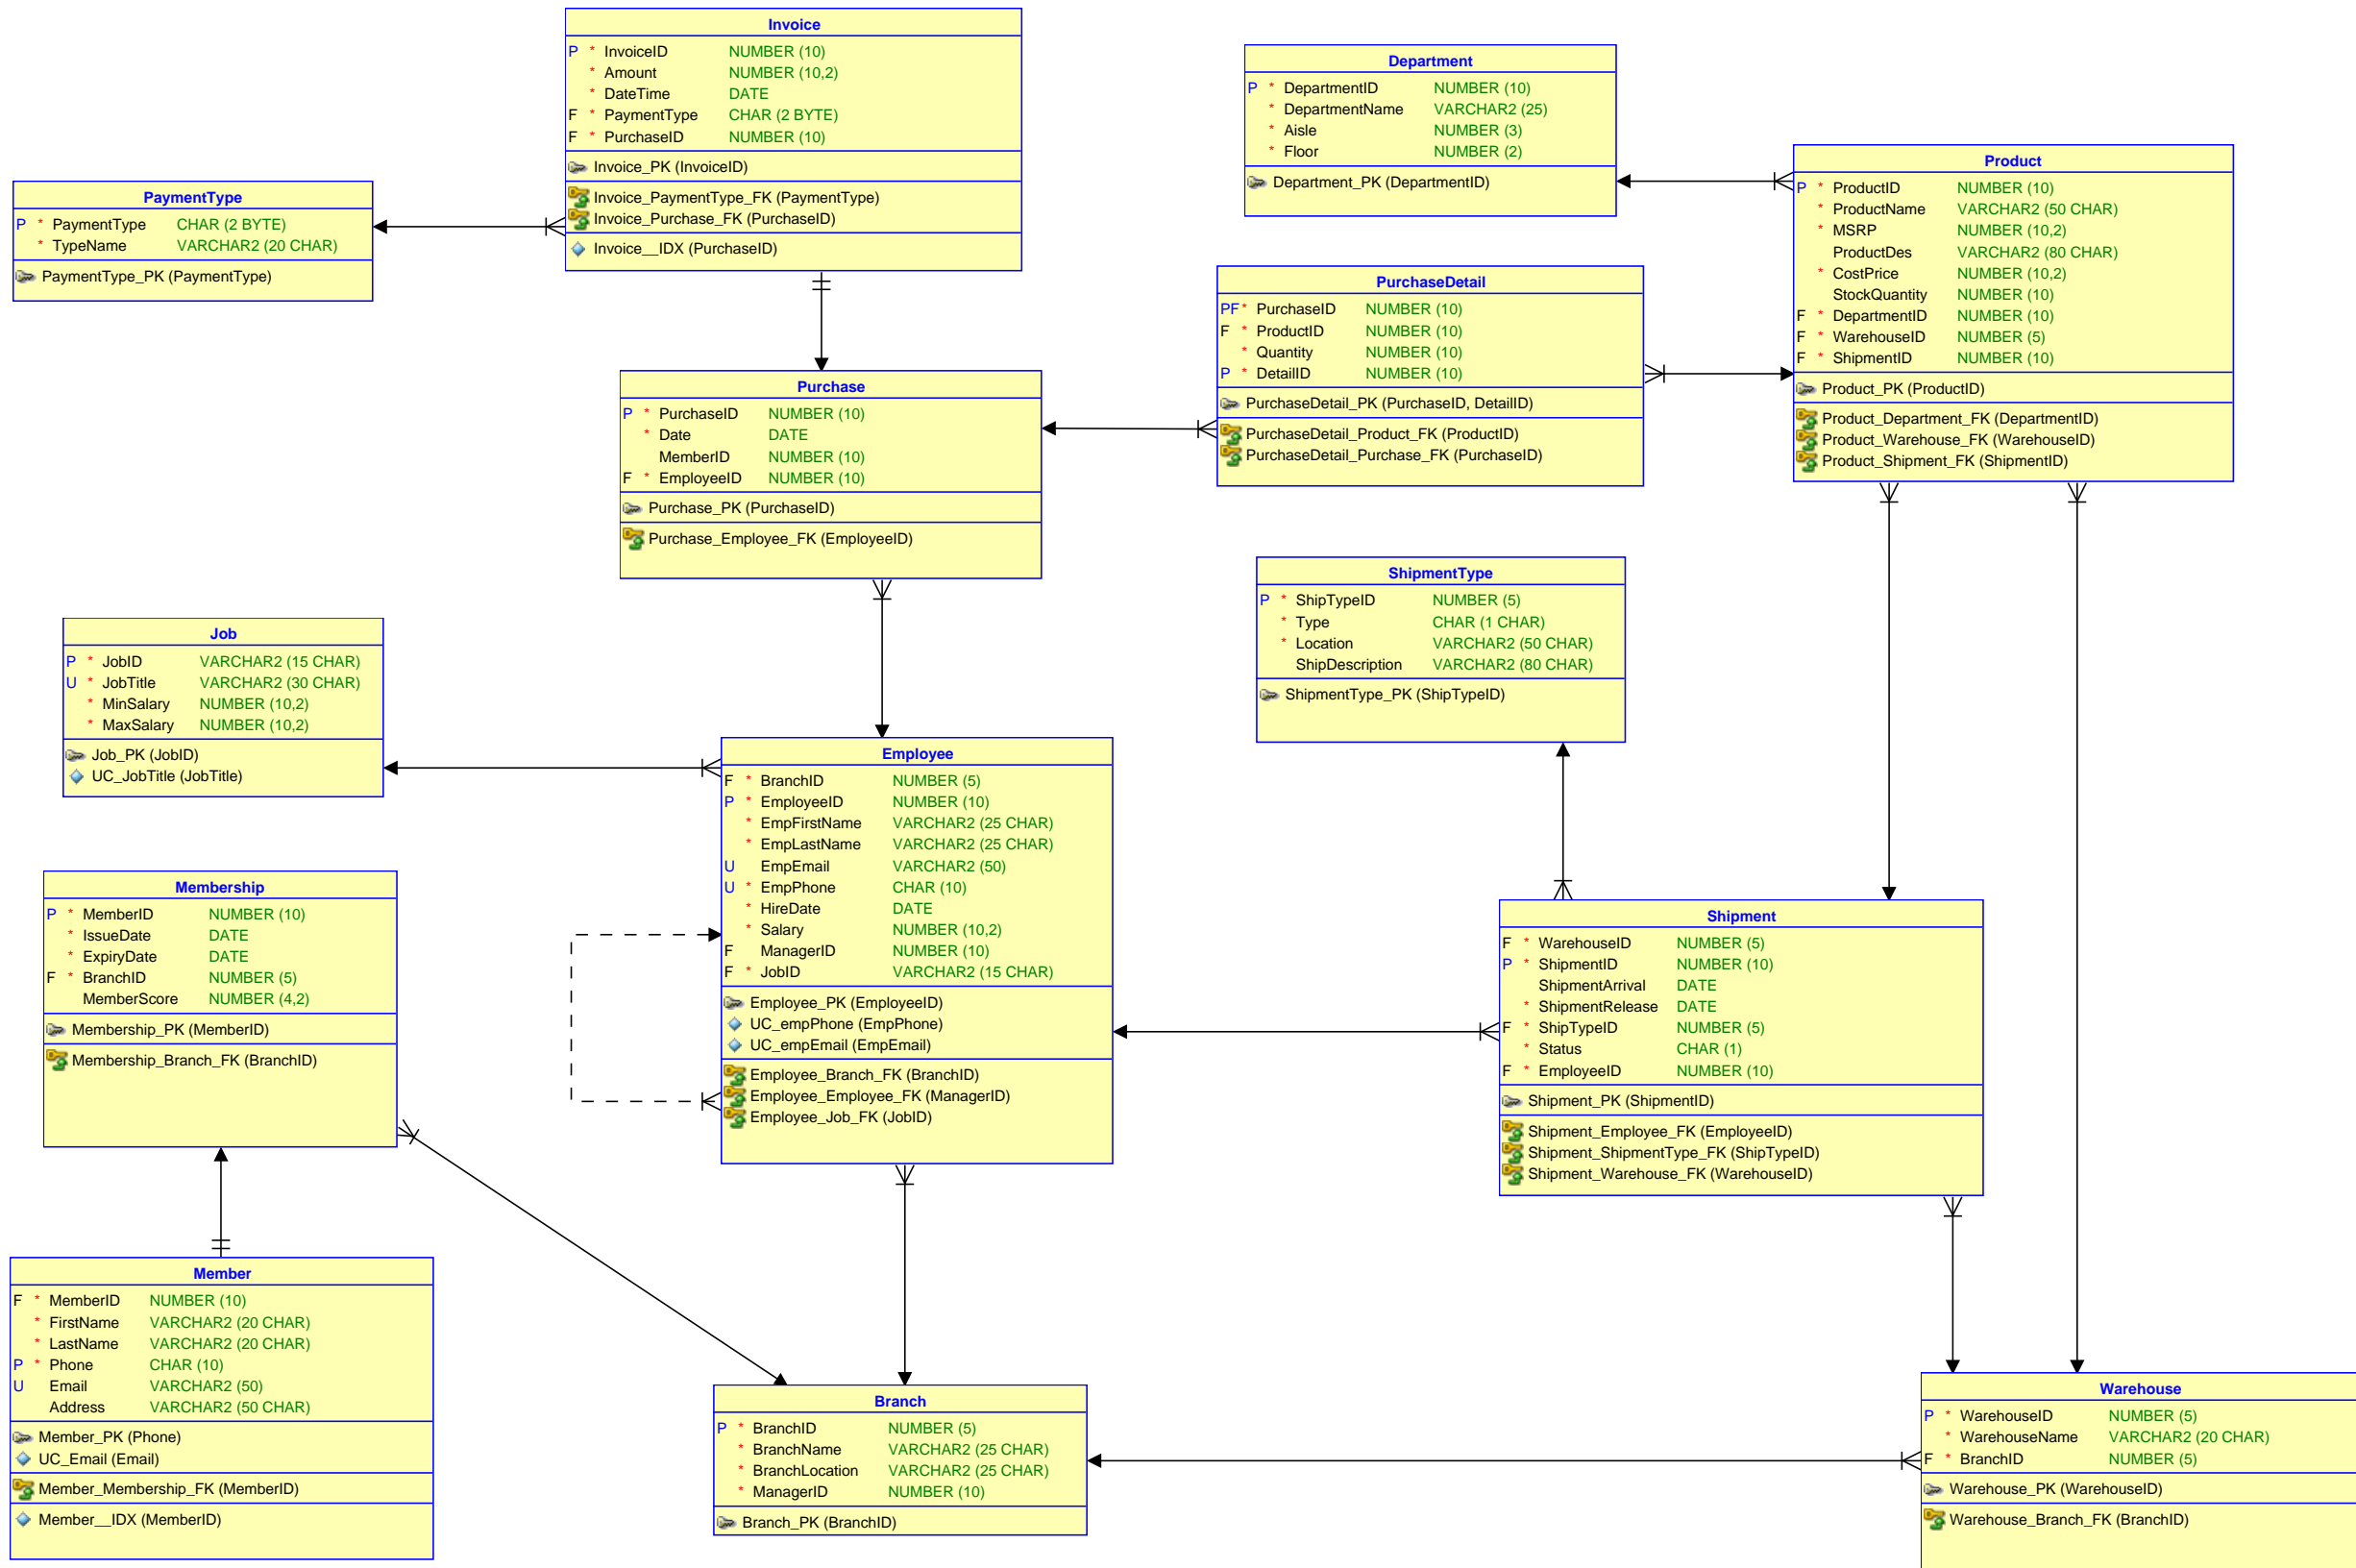 Invoice
P * InvoiceID NUMBER (10)
* Amount NUMBER (10,2)
* DateTime DATE
F * PaymentType CHAR (2 BYTE)
F * PurchaseID NUMBER (10)
Invoice_PK (InvoiceID)
Invoice_PaymentType_FK (PaymentType)
Invoice_Purchase_FK (PurchaseID)
Invoice__IDX (PurchaseID)
Department
P * DepartmentID NUMBER (10)
* DepartmentName VARCHAR2 (25)
* Aisle NUMBER (3)
* Floor NUMBER (2)
Department_PK (DepartmentID)
Product
P * ProductID NUMBER (10)
* ProductName VARCHAR2 (50 CHAR)
* MSRP NUMBER (10,2)
ProductDes VARCHAR2 (80 CHAR)
* CostPrice NUMBER (10,2)
StockQuantity NUMBER (10)
F * DepartmentID NUMBER (10)
F * WarehouseID NUMBER (5)
F * ShipmentID NUMBER (10)
Product_PK (ProductID)
Product_Department_FK (DepartmentID)
Product_Warehouse_FK (WarehouseID)
Product_Shipment_FK (ShipmentID)
PaymentType
P * PaymentType CHAR (2 BYTE)
* TypeName VARCHAR2 (20 CHAR)
PaymentType_PK (PaymentType)
PurchaseDetail
PF * PurchaseID NUMBER (10)
F * ProductID NUMBER (10)
* Quantity NUMBER (10)
P * DetailID NUMBER (10)
PurchaseDetail_PK (PurchaseID, DetailID)
PurchaseDetail_Product_FK (ProductID)
PurchaseDetail_Purchase_FK (PurchaseID)
Purchase
P * PurchaseID NUMBER (10)
* Date DATE
MemberID NUMBER (10)
F * EmployeeID NUMBER (10)
Purchase_PK (PurchaseID)
Purchase_Employee_FK (EmployeeID)
ShipmentType
P * ShipTypeID NUMBER (5)
* Type CHAR (1 CHAR)
* Location VARCHAR2 (50 CHAR)
ShipDescription VARCHAR2 (80 CHAR)
ShipmentType_PK (ShipTypeID)
Job
P * JobID VARCHAR2 (15 CHAR)
U * JobTitle VARCHAR2 (30 CHAR)
* MinSalary NUMBER (10,2)
* MaxSalary NUMBER (10,2)
Job_PK (JobID)
UC_JobTitle (JobTitle)
Employee
F * BranchID NUMBER (5)
P * EmployeeID NUMBER (10)
* EmpFirstName VARCHAR2 (25 CHAR)
* EmpLastName VARCHAR2 (25 CHAR)
U EmpEmail VARCHAR2 (50)
U * EmpPhone CHAR (10)
* HireDate DATE
* Salary NUMBER (10,2)
F ManagerID NUMBER (10)
F * JobID VARCHAR2 (15 CHAR)
Employee_PK (EmployeeID)
UC_empPhone (EmpPhone)
UC_empEmail (EmpEmail)
Employee_Branch_FK (BranchID)
Employee_Employee_FK (ManagerID)
Employee_Job_FK (JobID)
Membership
P * MemberID NUMBER (10)
* IssueDate DATE
* ExpiryDate DATE
F * BranchID NUMBER (5)
MemberScore NUMBER (4,2)
Membership_PK (MemberID)
Membership_Branch_FK (BranchID)
Shipment
F * WarehouseID NUMBER (5)
P * ShipmentID NUMBER (10)
ShipmentArrival DATE
* ShipmentRelease DATE
F * ShipTypeID NUMBER (5)
* Status CHAR (1)
F * EmployeeID NUMBER (10)
Shipment_PK (ShipmentID)
Shipment_Employee_FK (EmployeeID)
Shipment_ShipmentType_FK (ShipTypeID)
Shipment_Warehouse_FK (WarehouseID)
Member
F * MemberID NUMBER (10)
* FirstName VARCHAR2 (20 CHAR)
* LastName VARCHAR2 (20 CHAR)
P * Phone CHAR (10)
U Email VARCHAR2 (50)
Address VARCHAR2 (50 CHAR)
Member_PK (Phone)
UC_Email (Email)
Member_Membership_FK (MemberID)
Member__IDX (MemberID)
Branch
P * BranchID NUMBER (5)
* BranchName VARCHAR2 (25 CHAR)
* BranchLocation VARCHAR2 (25 CHAR)
* ManagerID NUMBER (10)
Branch_PK (BranchID)
Warehouse
P * WarehouseID NUMBER (5)
* WarehouseName VARCHAR2 (20 CHAR)
F * BranchID NUMBER (5)
Warehouse_PK (WarehouseID)
Warehouse_Branch_FK (BranchID)